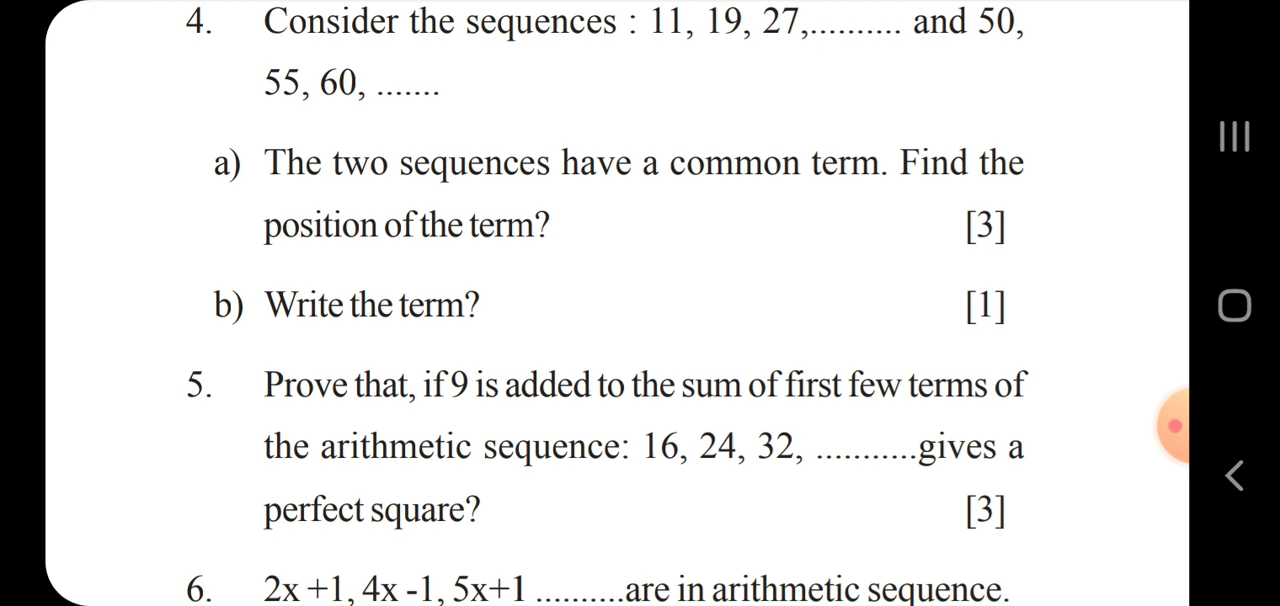 4. Consider the sequences : 11, 19, 27,.......... and 50,
55, 60, .......
a) The two sequences have a common term. Find the
position of the term? [3]
b) Write the term? [1]
5. Prove that, if 9 is added to the sum of first few terms of
the arithmetic sequence: 16, 24, 32, ...........gives a
perfect square? [3]
6. 2x +1, 4x -1, 5x+1 ..........are in arithmetic sequence.